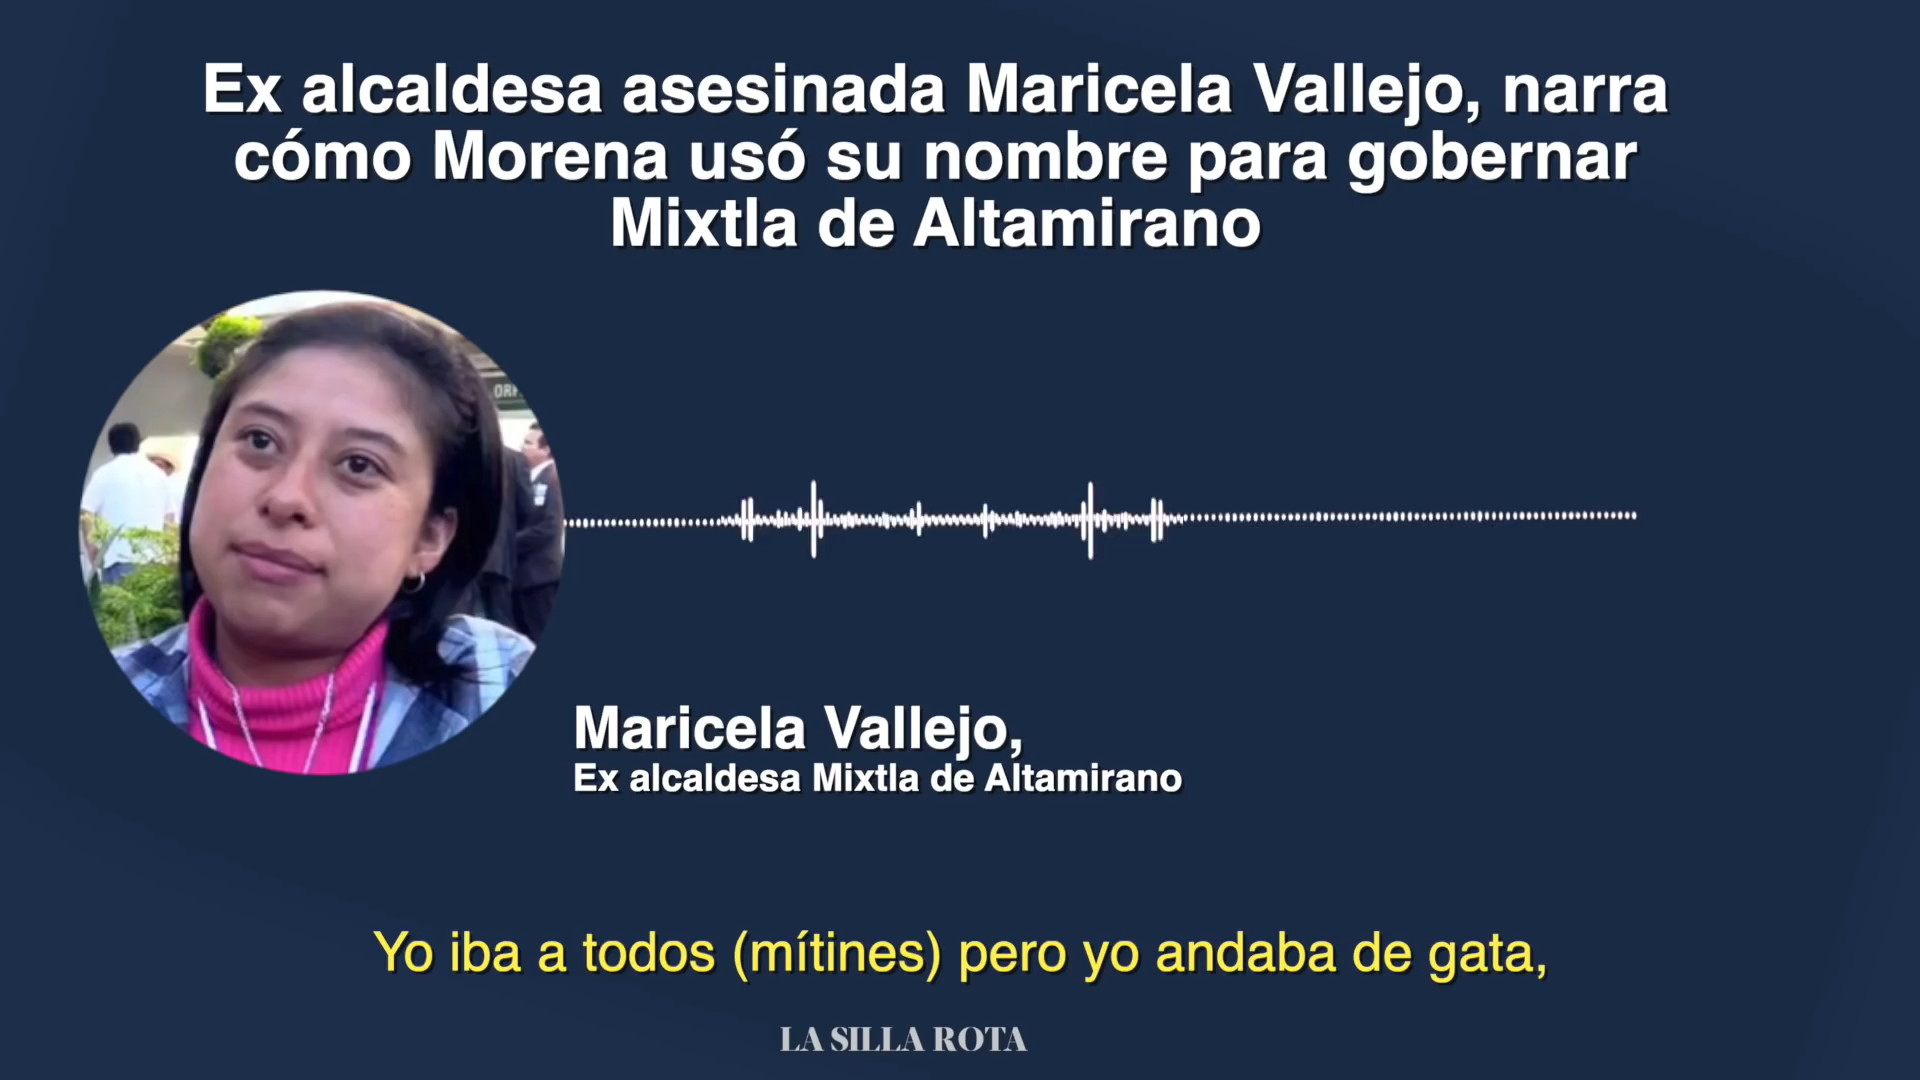 Ex alcaldesa asesinada Maricela Vallejo, narra
cómo Morena usó su nombre para gobernar
Mixtla de Altamirano
Maricela Vallejo,
Ex alcaldesa Mixtla de Altamirano
Yo iba a todos (mítines) pero yo andaba de gata,
LA SILLA ROTA